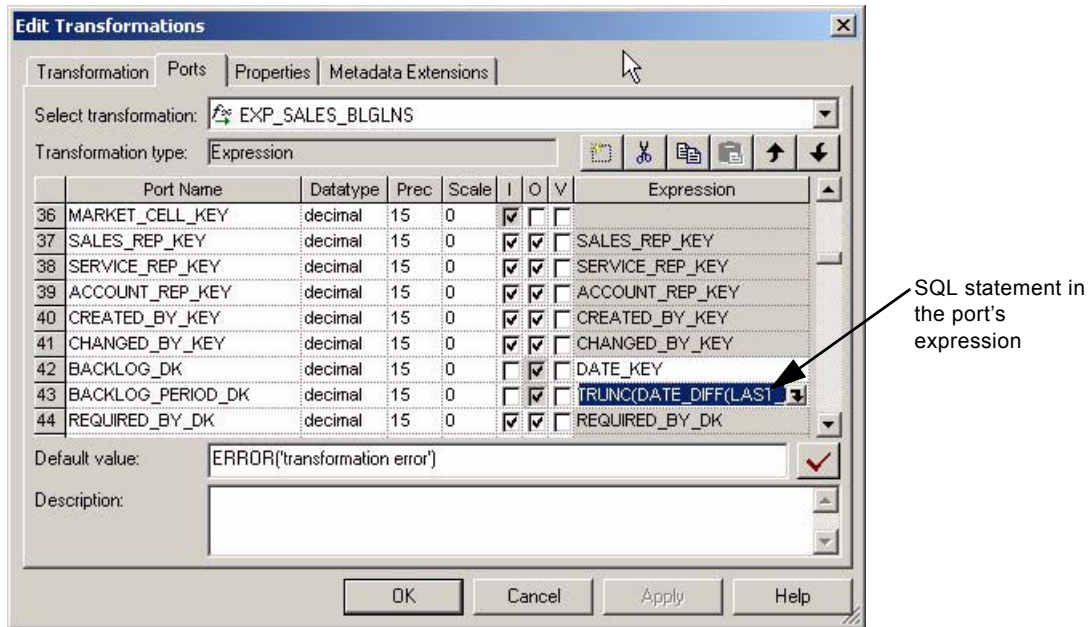 Edit Transformations
Transformation Ports Properties Metadata Extensions
Select transformation: EXP_SALES_BLGLNS
Transformation type: Expression
Port Name Datatype Prec Scale I O V Expression
36 MARKET_CELL_KEY decimal 15 0
37 SALES_REP_KEY decimal 15 0 SALES_REP_KEY
38 SERVICE_REP_KEY decimal 15 0 SERVICE_REP_KEY
39 ACCOUNT_REP_KEY decimal 15 0 ACCOUNT_REP_KEY
40 CREATED_BY_KEY decimal 15 0 CREATED_BY_KEY
41 CHANGED_BY_KEY decimal 15 0 CHANGED_BY_KEY
42 BACKLOG_DK decimal 15 0 DATE_KEY
43 BACKLOG_PERIOD_DK decimal 15 0 TRUNC(DATE_DIFF(LAST_
44 REQUIRED_BY_DK decimal 15 0 REQUIRED_BY_DK
Default value: ERROR('transformation error')
Description:
OK Cancel Apply Help
SQL statement in
the port's
expression